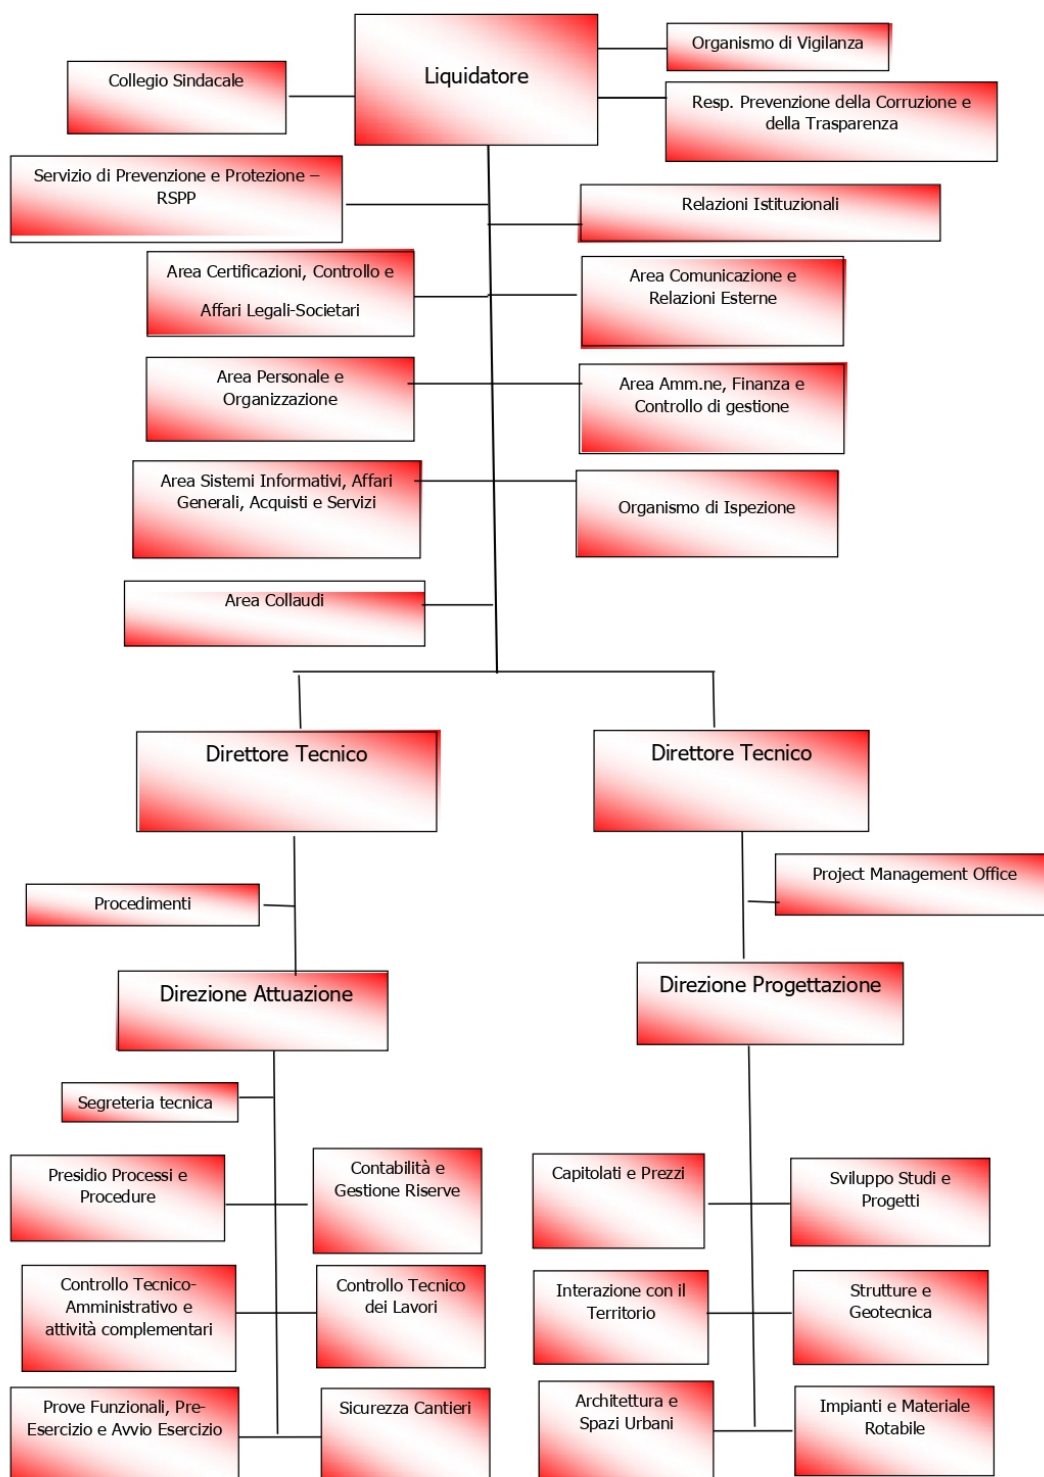 Liquidatore
Organismo di Vigilanza
Collegio Sindacale
Resp. Prevenzione della Corruzione e
della Trasparenza
Servizio di Prevenzione e Protezione –
RSPP
Relazioni Istituzionali
Area Certificazioni, Controllo e
Affari Legali-Societari
Area Comunicazione e
Relazioni Esterne
Area Personale e
Organizzazione
Area Amm.ne, Finanza e
Controllo di gestione
Area Sistemi Informativi, Affari
Generali, Acquisti e Servizi
Organismo di Ispezione
Area Collaudi
Direttore Tecnico
Direttore Tecnico
Procedimenti
Project Management Office
Direzione Attuazione
Direzione Progettazione
Segreteria tecnica
Presidio Processi e
Procedure
Contabilità e
Gestione Riserve
Capitolati e Prezzi
Sviluppo Studi e
Progetti
Controllo Tecnico-
Amministrativo e
attività complementari
Controllo Tecnico
dei Lavori
Interazione con il
Territorio
Strutture e
Geotecnica
Prove Funzionali, Pre-
Esercizio e Avvio Esercizio
Sicurezza Cantieri
Architettura e
Spazi Urbani
Impianti e Materiale
Rotabile